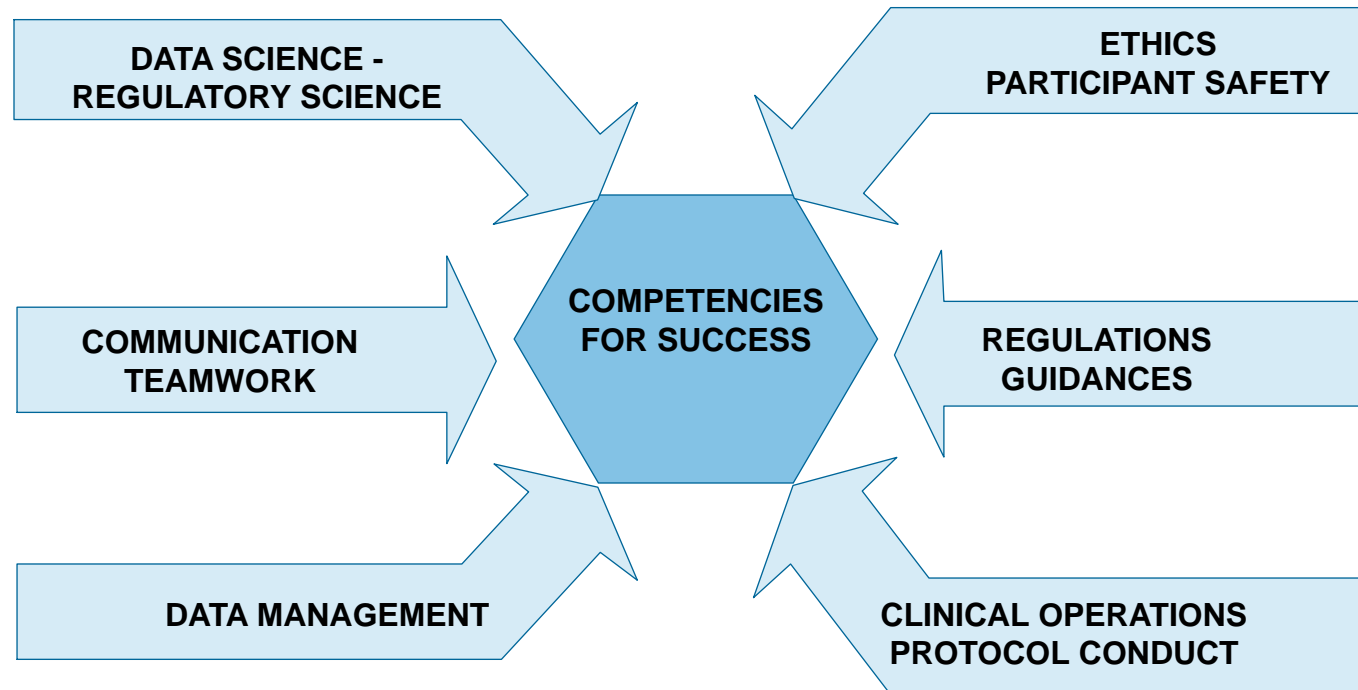 DATA SCIENCE -
REGULATORY SCIENCE
ETHICS
PARTICIPANT SAFETY
COMPETENCIES
FOR SUCCESS
COMMUNICATION
TEAMWORK
REGULATIONS
GUIDANCES
DATA MANAGEMENT
CLINICAL OPERATIONS
PROTOCOL CONDUCT